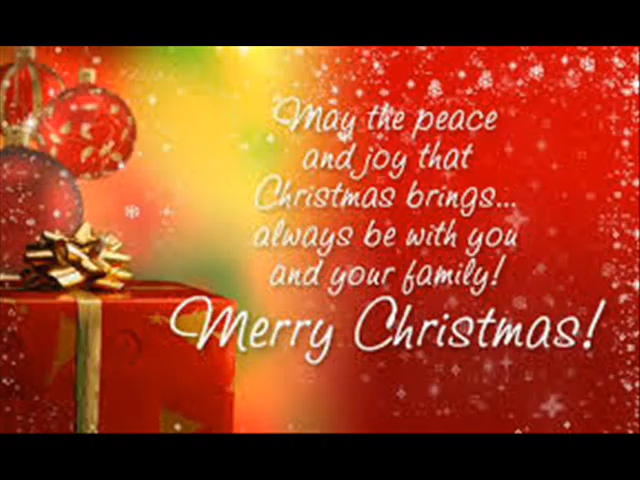 May the peace
and joy that
Christmas brings...
always be with you
and your family!
Merry Christmas!